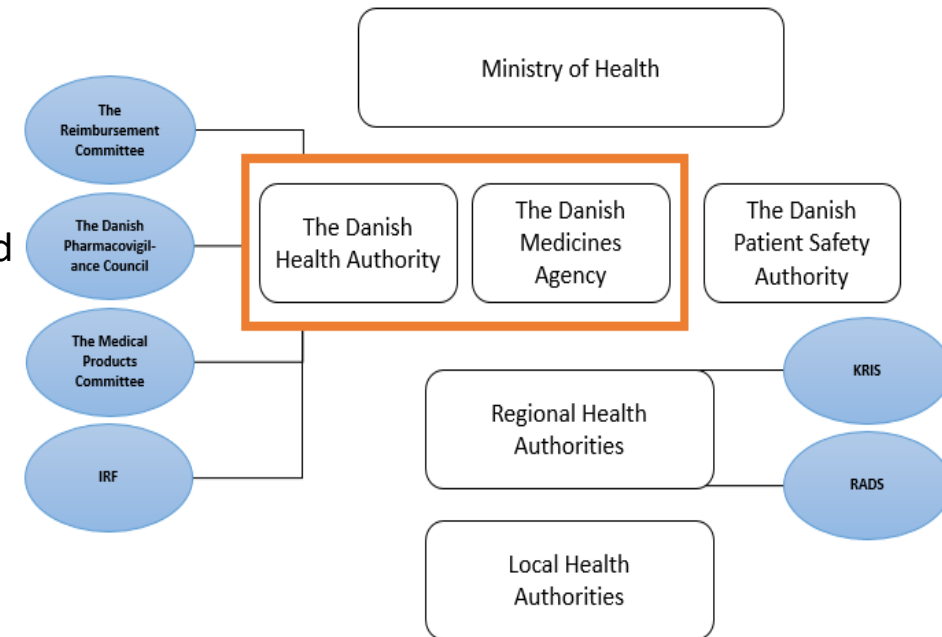 Ministry of Health
The
Reimbursement
Committee
The Danish
Pharmacovigil-
ance Council
The Medical
Products
Committee
IRF
d
The Danish
Health Authority
The Danish
Medicines
Agency
The Danish
Patient Safety
Authority
Regional Health
Authorities
KRIS
RADS
Local Health
Authorities